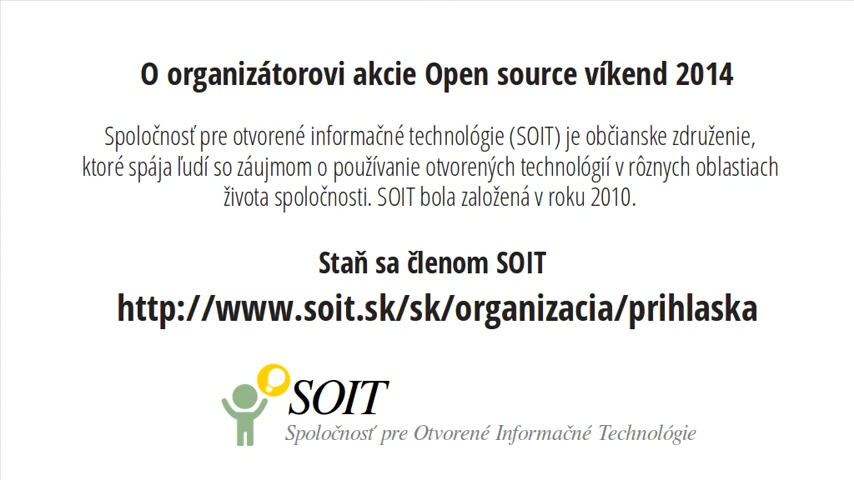 O organizátorovi akcie Open source víkend 2014
Spoločnosť pre otvorené informačné technológie (SOIT) je občianske združenie,
ktoré spája ľudí so záujmom o používanie otvorených technológií v rôznych oblastiach
života spoločnosti. SOIT bola založená v roku 2010.
Staň sa členom SOIT
http://www.soit.sk/sk/organizacia/prihlaska
SOIT
Spoločnosť pre Otvorené Informačné Technológie